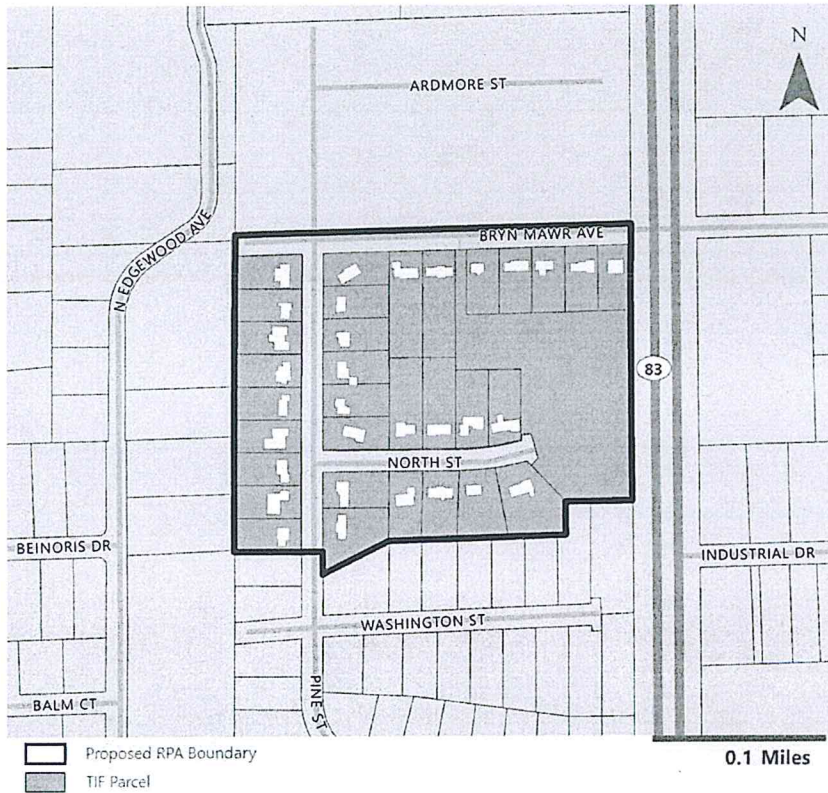 N
ARDMORE ST
N EDGEWOOD AVE
BRYN MAWR AVE
83
NORTH ST
BEINORIS DR
INDUSTRIAL DR
WASHINGTON ST
PINE ST
BALM CT
Proposed RPA Boundary
0.1 Miles
TIF Parcel